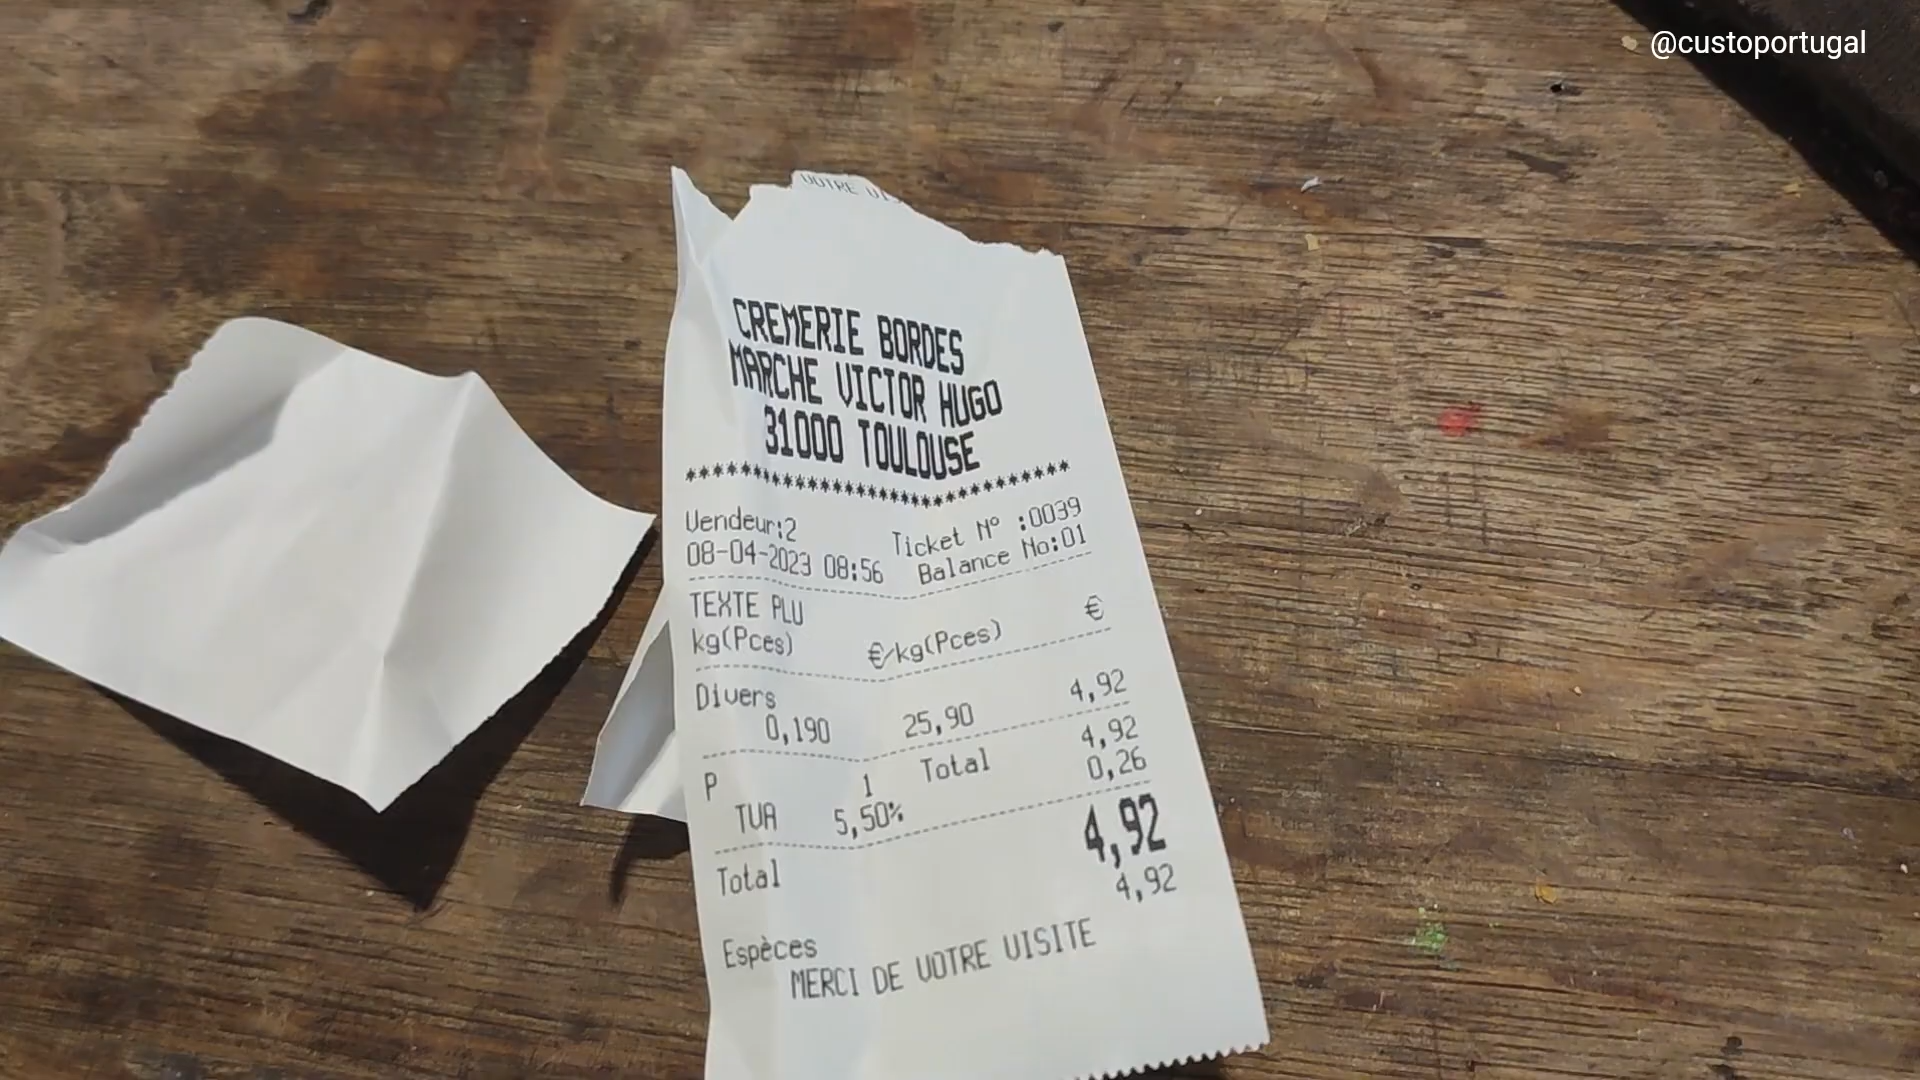 @custoportugal
VOTRE VIS
CREMERIE BORDES
MARCHE VICTOR HUGO
31000 TOULOUSE
********************************
Vendeur:2 Ticket N° :0039
08-04-2023 08:56 Balance No:01
TEXTE PLU
kg(Pces) €/kg(Pces) €
Divers
0,190 25,90 4,92
P 1 Total 4,92
TVA 5,50% 0,26
Total 4,92
Espèces 4,92
MERCI DE VOTRE VISITE